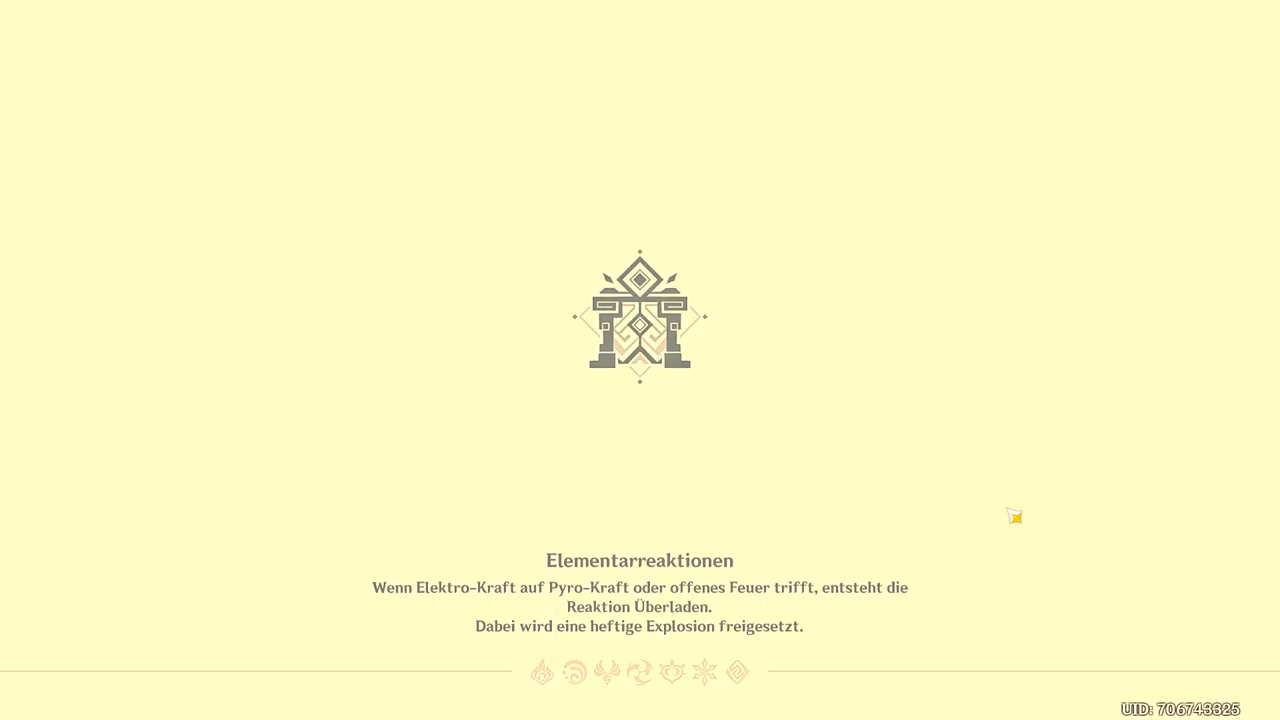 Elementarreaktionen
Wenn Elektro-Kraft auf Pyro-Kraft oder offenes Feuer trifft, entsteht die
Reaktion Überladen.
Dabei wird eine heftige Explosion freigesetzt.
UID: 706743325